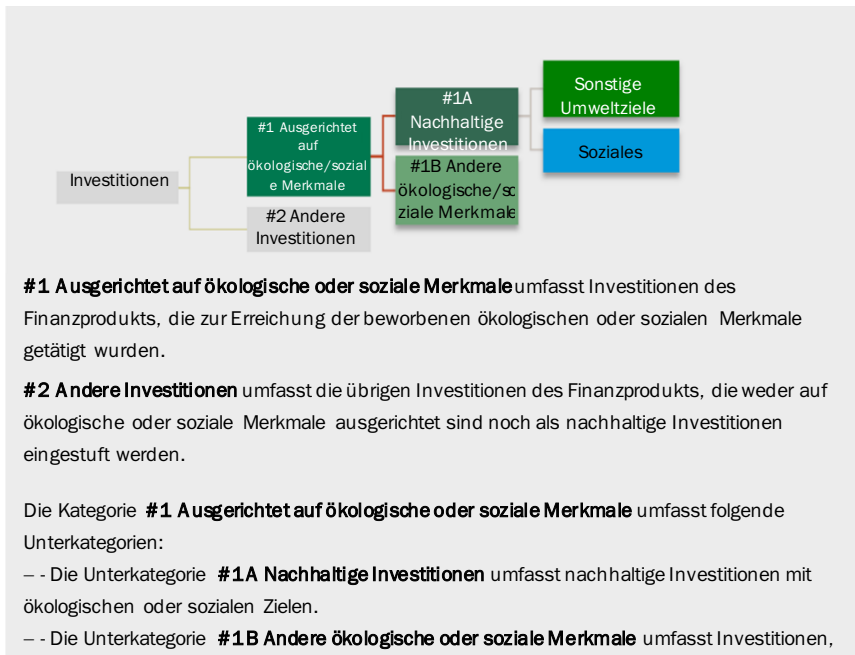 Investitionen
#1 Ausgerichtet
auf
ökologische/sozial
e Merkmale
#2 Andere
Investitionen
#1A
Nachhaltige
Investitionen
#1B Andere
ökologische/so
ziale Merkmale
Sonstige
Umweltziele
Soziales
#1 Ausgerichtet auf ökologische oder soziale Merkmale umfasst Investitionen des
Finanzprodukts, die zur Erreichung der beworbenen ökologischen oder sozialen Merkmale
getätigt wurden.
#2 Andere Investitionen umfasst die übrigen Investitionen des Finanzprodukts, die weder auf
ökologische oder soziale Merkmale ausgerichtet sind noch als nachhaltige Investitionen
eingestuft werden.
Die Kategorie #1 Ausgerichtet auf ökologische oder soziale Merkmale umfasst folgende
Unterkategorien:
– - Die Unterkategorie #1A Nachhaltige Investitionen umfasst nachhaltige Investitionen mit
ökologischen oder sozialen Zielen.
– - Die Unterkategorie #1B Andere ökologische oder soziale Merkmale umfasst Investitionen,